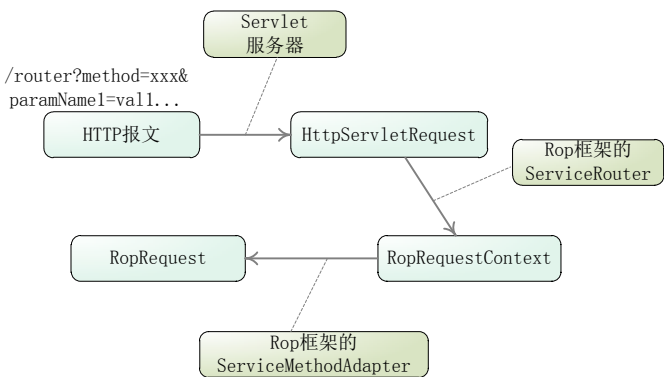 Servlet
服务器
/router?method=xxx&
paramName1=val1...
HTTP报文
HttpServletRequest
Rop框架的
ServiceRouter
RopRequest
RopRequestContext
Rop框架的
ServiceMethodAdapter